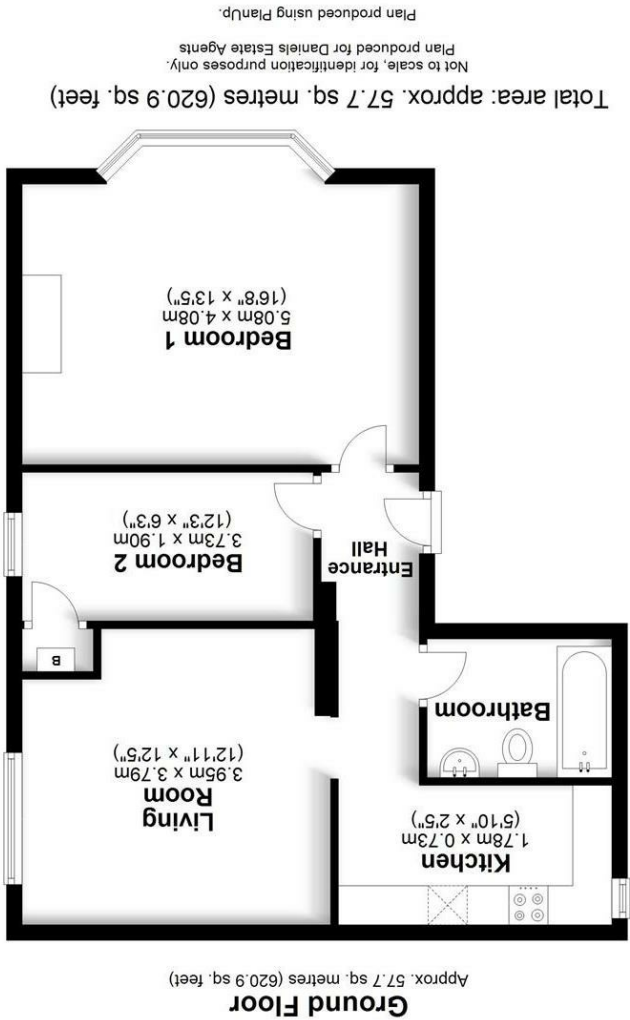 Ground Floor
Approx. 57.7 sq. metres (620.9 sq. feet)
Kitchen
1.78m x 0.73m
(5'10" x 2'5")
Living
Room
3.95m x 3.79m
(12'11" x 12'5")
Bathroom
B
Entrance
Hall
Bedroom 2
3.73m x 1.90m
(12'3" x 6'3")
Bedroom 1
5.08m x 4.08m
(16'8" x 13'5")
Total area: approx. 57.7 sq. metres (620.9 sq. feet)
Not to scale, for identification purposes only.
Plan produced for Daniels Estate Agents
Plan produced using PlanUp.